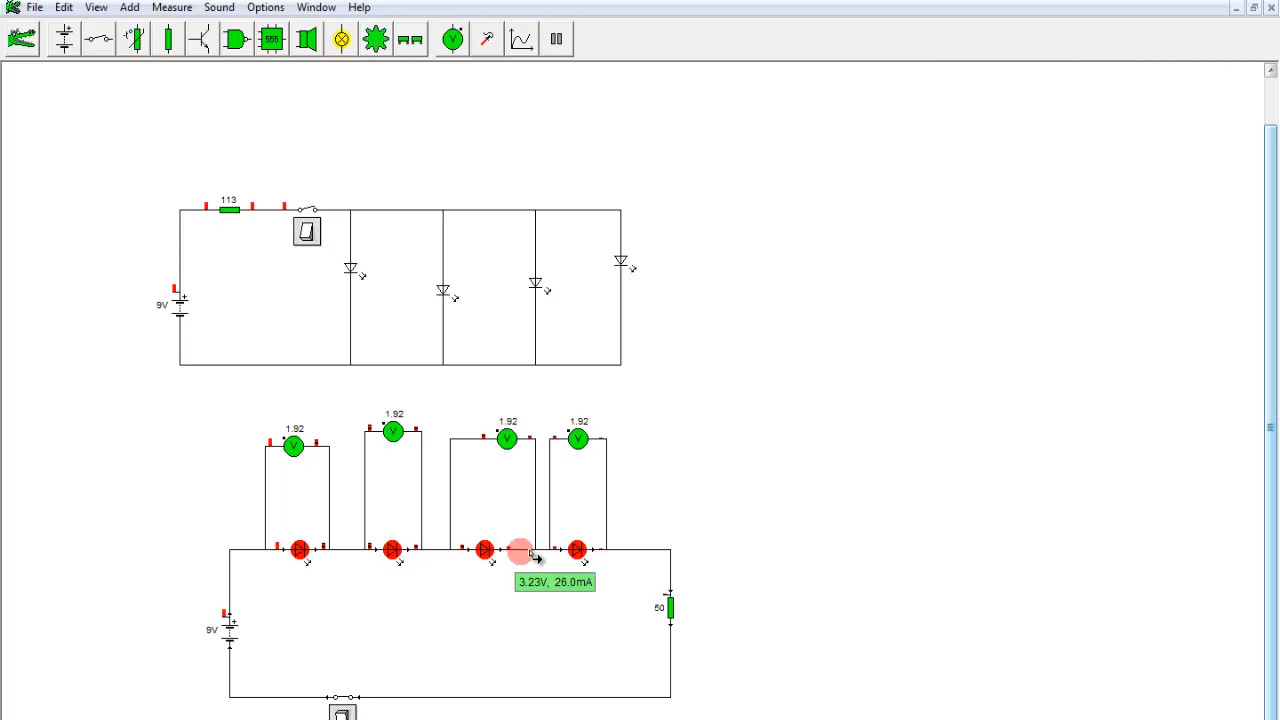 File Edit View Add Measure Sound Options Window Help
555 V
113
9V
1.92 1.92 1.92 1.92
V V V V
3.23V, 26.0mA
50
9V